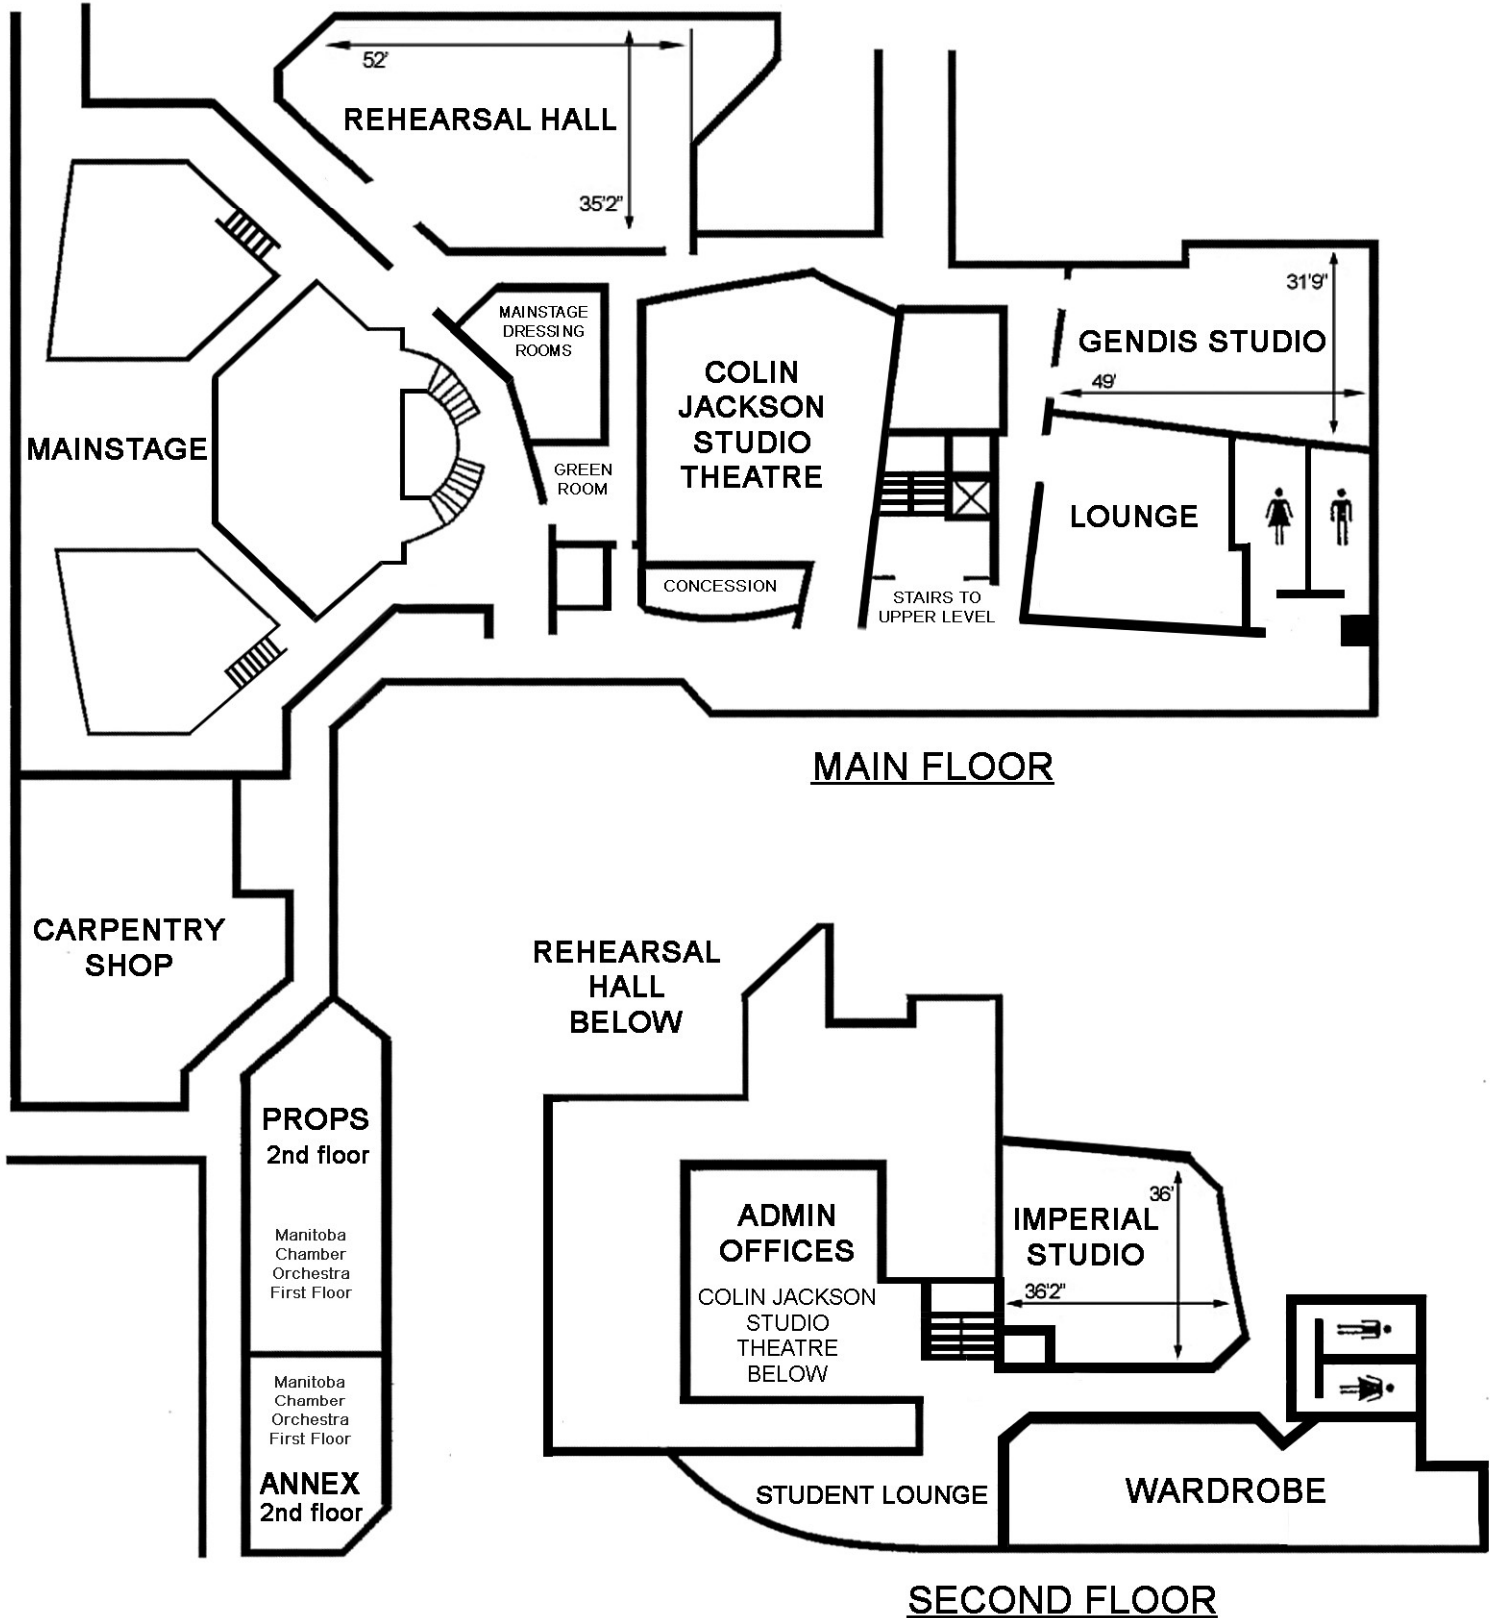 52'
REHEARSAL HALL
35'2"
31'9"
GENDIS STUDIO
49'
MAINSTAGE
DRESSING
ROOMS
COLIN
JACKSON
STUDIO
THEATRE
MAINSTAGE
GREEN
ROOM
LOUNGE
CONCESSION
STAIRS TO
UPPER LEVEL
MAIN FLOOR
CARPENTRY
SHOP
PROPS
2nd floor
Manitoba
Chamber
Orchestra
First Floor
Manitoba
Chamber
Orchestra
First Floor
ANNEX
2nd floor
REHEARSAL
HALL
BELOW
ADMIN
OFFICES
COLIN JACKSON
STUDIO
THEATRE
BELOW
36'
IMPERIAL
STUDIO
36'2"
STUDENT LOUNGE
WARDROBE
SECOND FLOOR